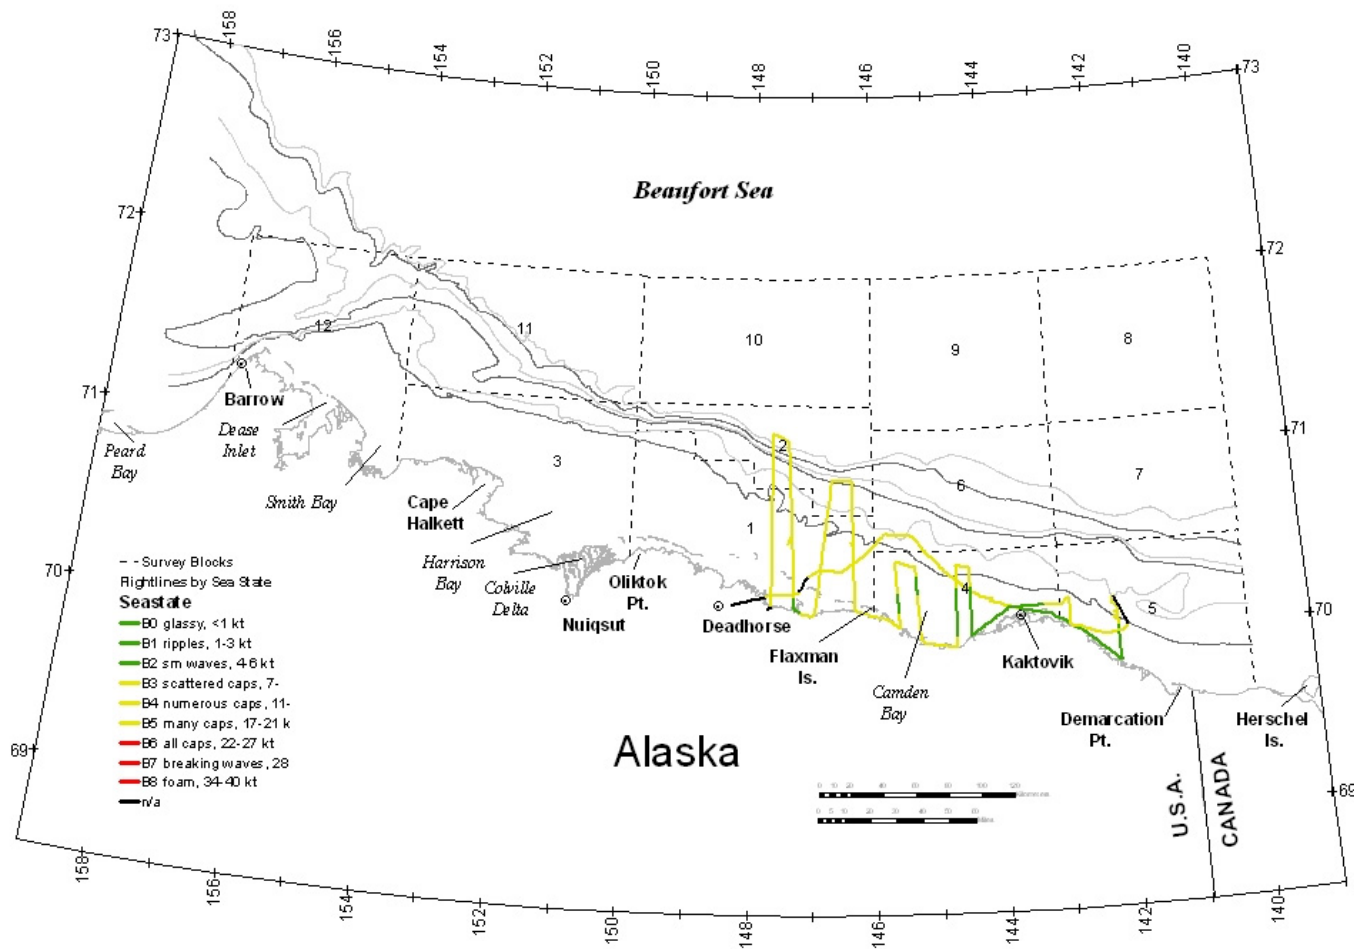 158
156
154
152
150
148
146
144
142
140
73
73
72
72
71
71
70
70
69
69
Beaufort Sea
12
11
10
9
8
7
6
5
4
3
2
1
Barrow
Peard
Bay
Dease
Inlet
Smith Bay
Cape
Halkett
Harrison
Bay
Colville
Delta
Nuiqsut
Oliktok
Pt.
Deadhorse
Flaxman
Is.
Camden
Bay
Kaktovik
Demarcation
Pt.
Herschel
Is.
Alaska
U.S.A.
CANADA
Survey Blocks
Flightlines by Sea State
Seastate
B0 glassy, <1 kt
B1 ripples, 1-3 kt
B2 sm waves, 4-6 kt
B3 scattered caps, 7-
B4 numerous caps, 11-
B5 many caps, 17-21 k
B6 all caps, 22-27 kt
B7 breaking waves, 28
B8 foam, 34-40 kt
n/a
158
156
154
152
150
148
146
144
142
140